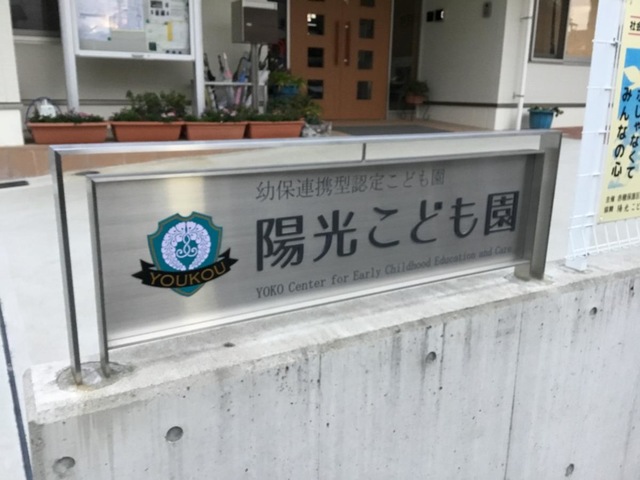 幼保連携型認定こども園
陽光こども園
YOUKOU
YOKO Center for Early Childhood Education and Care
みんなの心